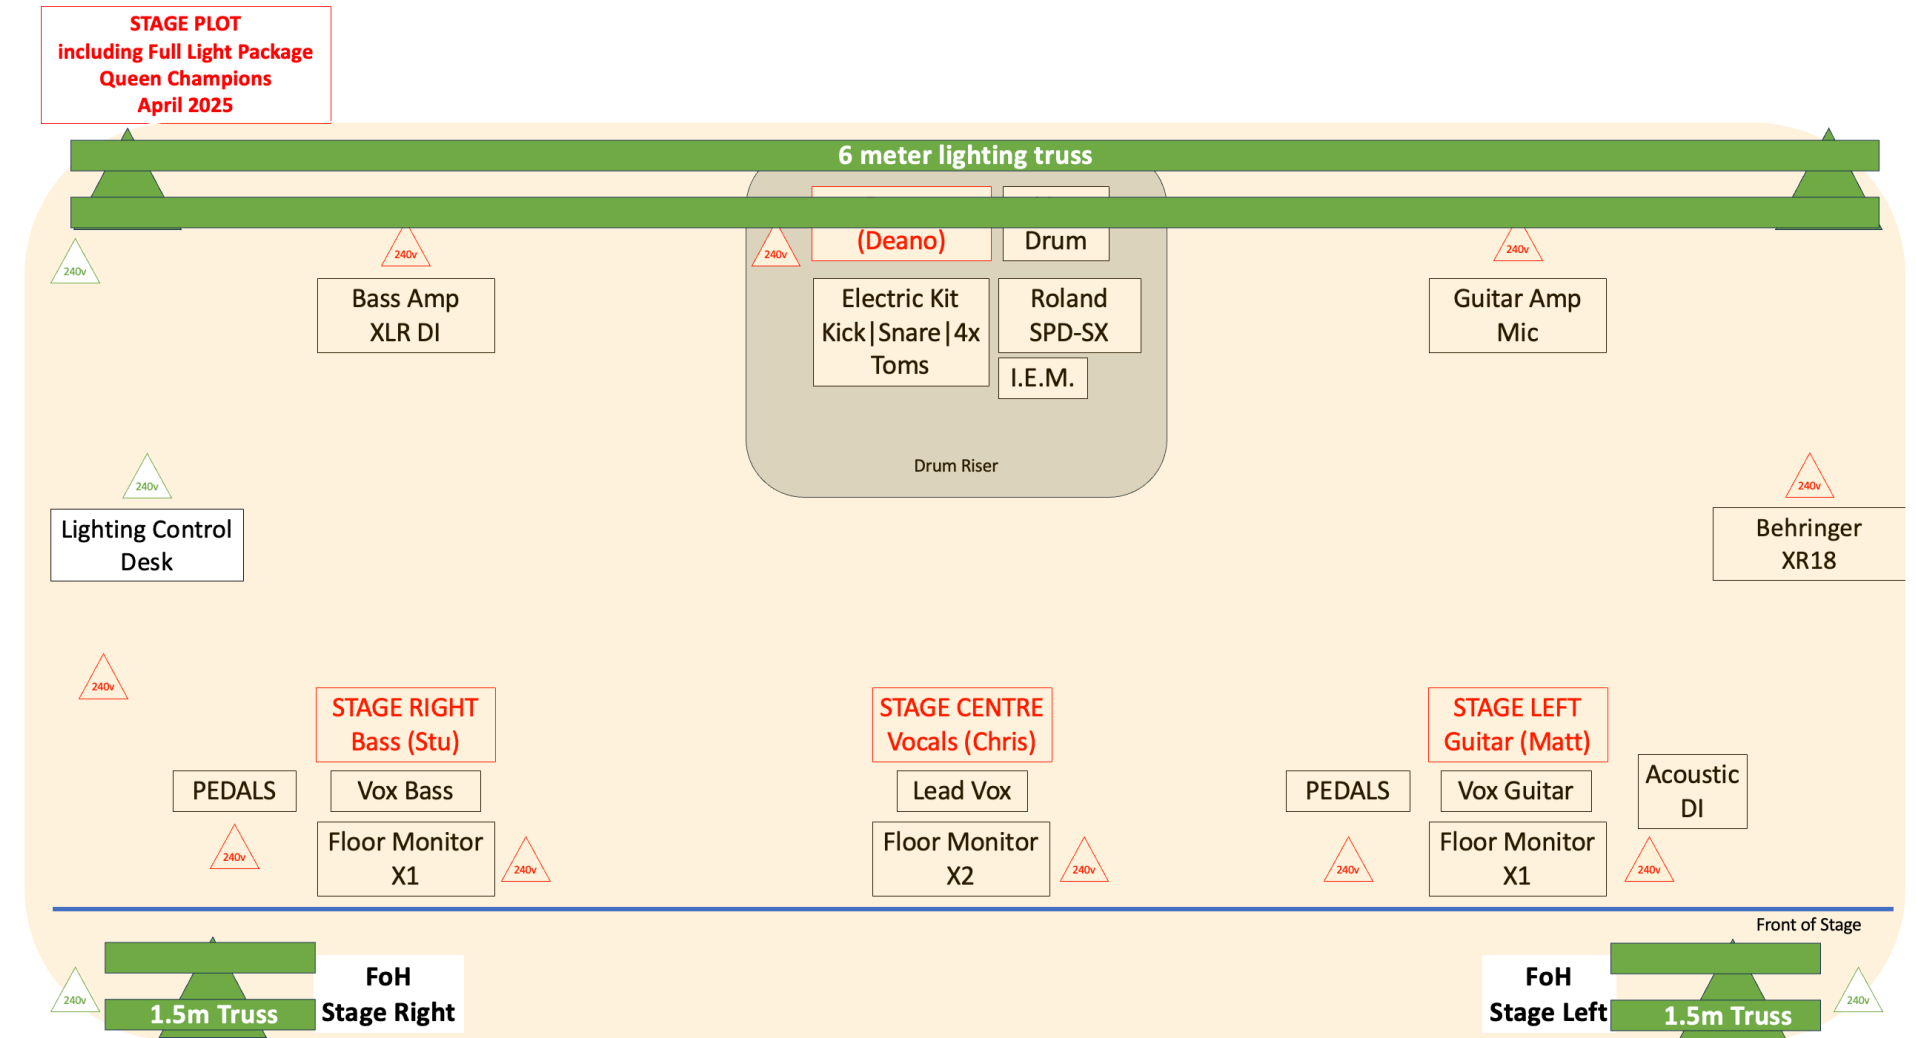 STAGE PLOT
including Full Light Package
Queen Champions
April 2025
6 meter lighting truss
(Deano)
Drum
240v
240v
240v
240v
Bass Amp
XLR DI
Electric Kit
Kick|Snare|4x
Toms
Roland
SPD-SX
I.E.M.
Guitar Amp
Mic
Drum Riser
240v
240v
Lighting Control
Desk
Behringer
XR18
240v
STAGE RIGHT
Bass (Stu)
STAGE CENTRE
Vocals (Chris)
STAGE LEFT
Guitar (Matt)
PEDALS
Vox Bass
Lead Vox
PEDALS
Vox Guitar
Acoustic
DI
240v
Floor Monitor
X1
240v
Floor Monitor
X2
240v
240v
Floor Monitor
X1
240v
Front of Stage
240v
1.5m Truss
FoH
Stage Right
FoH
Stage Left
1.5m Truss
240v